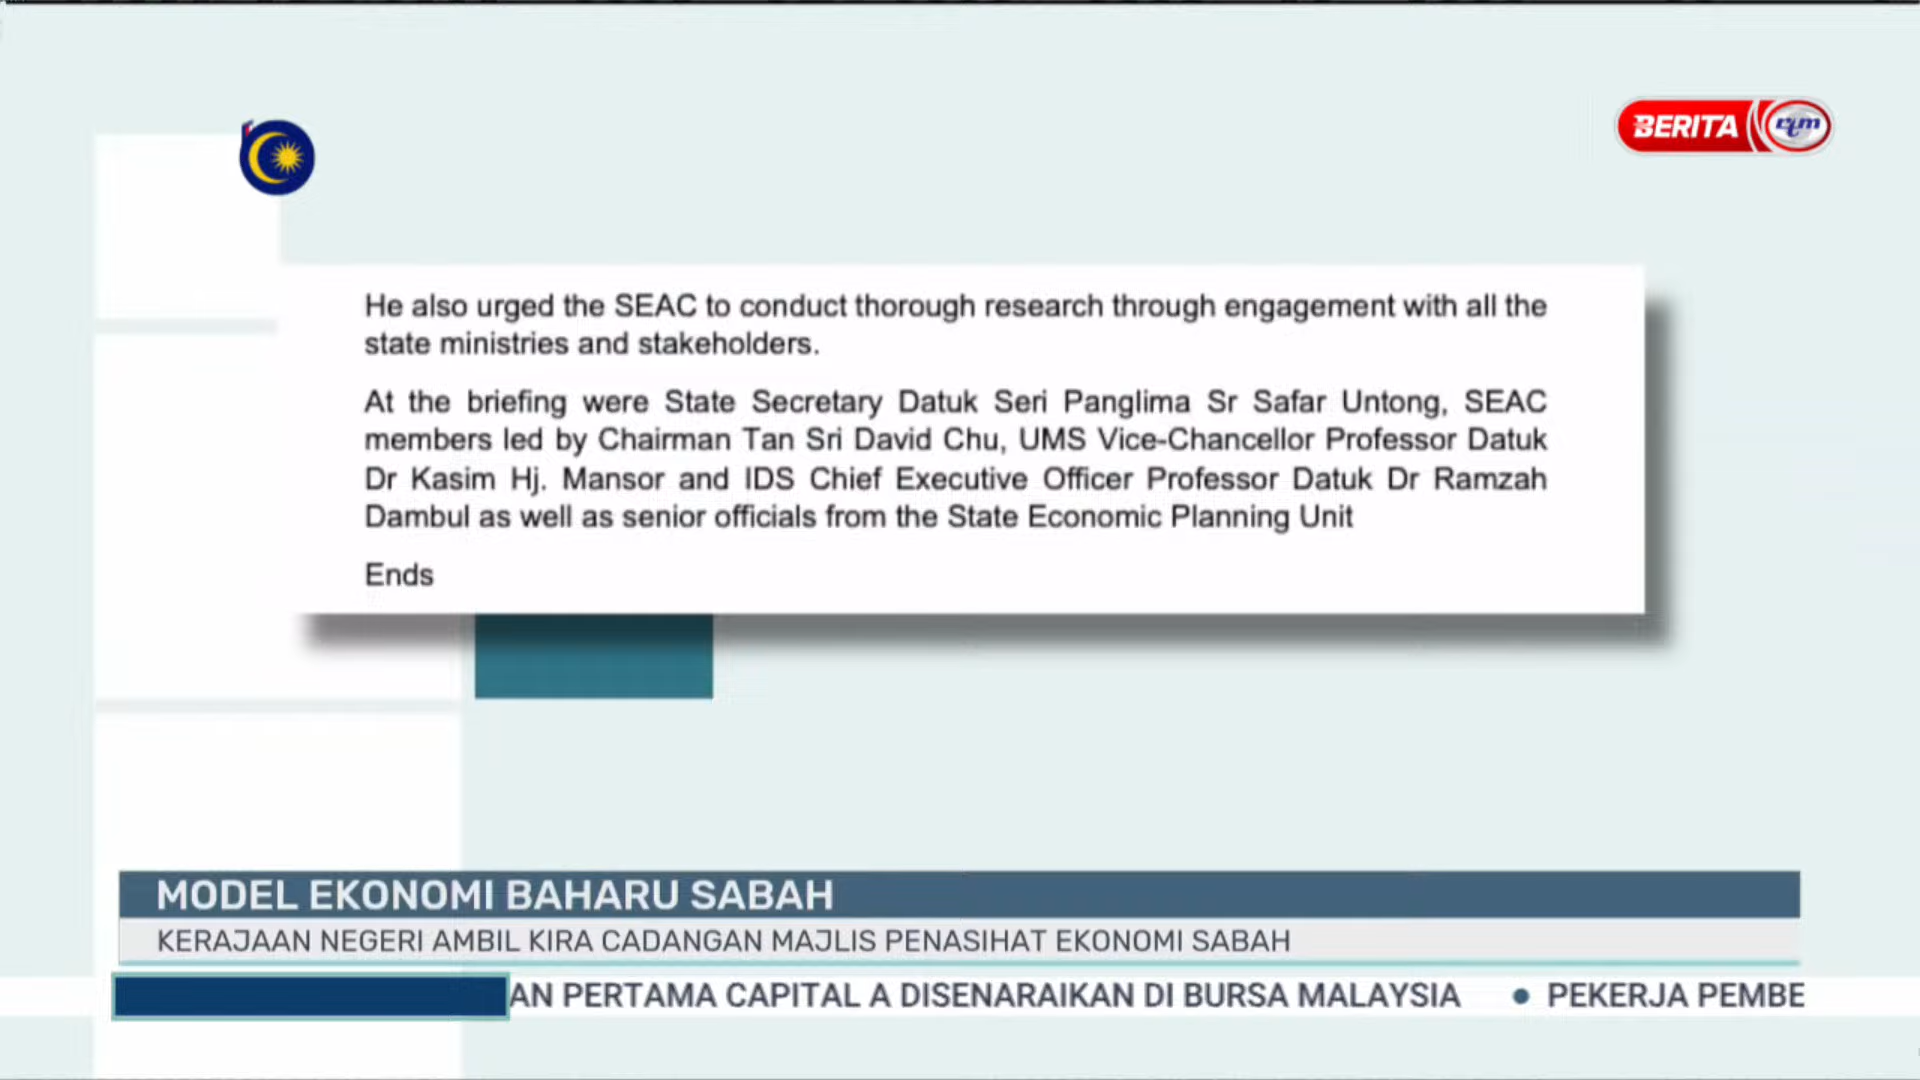 BERITA rtm
He also urged the SEAC to conduct thorough research through engagement with all the
state ministries and stakeholders.
At the briefing were State Secretary Datuk Seri Panglima Sr Safar Untong, SEAC
members led by Chairman Tan Sri David Chu, UMS Vice-Chancellor Professor Datuk
Dr Kasim Hj. Mansor and IDS Chief Executive Officer Professor Datuk Dr Ramzah
Dambul as well as senior officials from the State Economic Planning Unit
Ends
MODEL EKONOMI BAHARU SABAH
KERAJAAN NEGERI AMBIL KIRA CADANGAN MAJLIS PENASIHAT EKONOMI SABAH
AN PERTAMA CAPITAL A DISENARAIKAN DI BURSA MALAYSIA • PEKERJA PEMBE